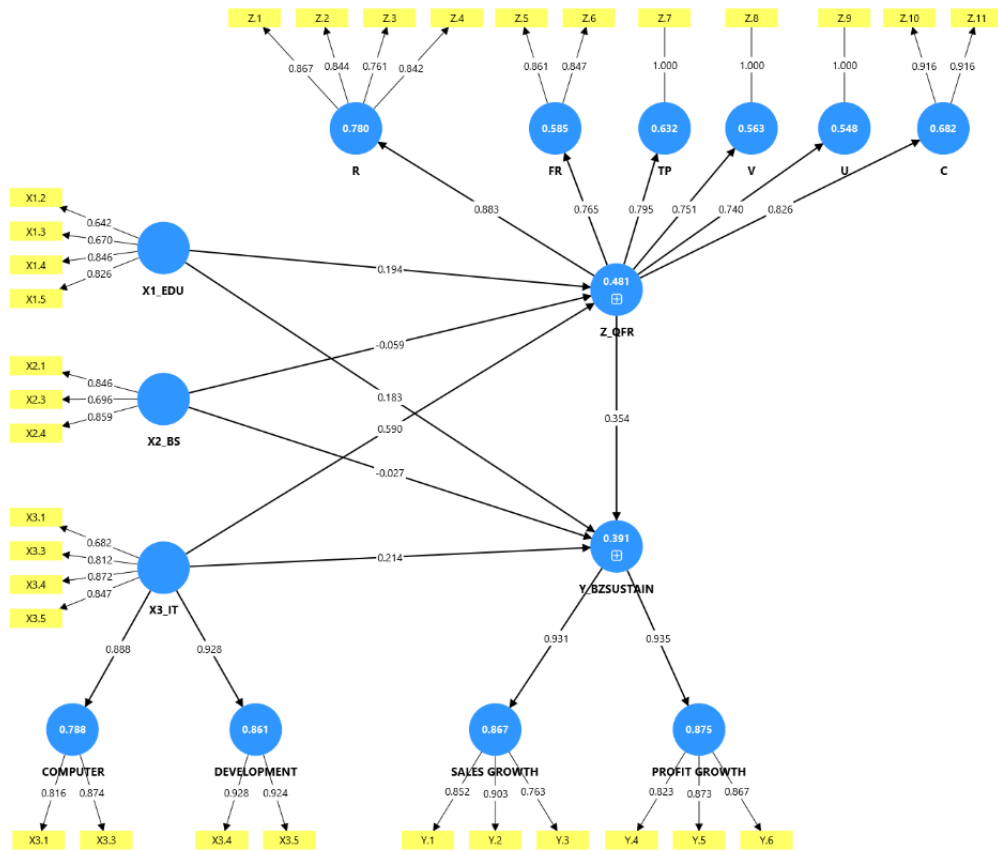 Z.1 Z.2 Z.3 Z.4 Z.5 Z.6 Z.7 Z.8 Z.9 Z.10 Z.11
0.867 0.844 0.761 0.842 0.861 0.847 1.000 1.000 1.000 0.916 0.916
0.780 0.585 0.632 0.563 0.548 0.682
R FR TP V U C
0.883 0.765 0.795 0.751 0.740 0.826
X1.2
0.642
X1.3
0.670
X1.4
0.846
X1.5
0.826
X1_EDU
0.194
0.481
Z_QFR
-0.059
X2.1
0.846
X2.3
0.696
X2.4
0.859
X2_BS
0.183
0.354
0.590
-0.027
X3.1
0.682
X3.3
0.812
X3.4
0.872
X3.5
0.847
X3_IT
0.214
0.391
Y_BZSUSTAIN
0.888 0.928 0.931 0.935
0.788 0.861 0.867 0.875
COMPUTER DEVELOPMENT SALES GROWTH PROFIT GROWTH
0.816 0.874 0.928 0.924 0.852 0.903 0.763 0.823 0.873 0.867
X3.1 X3.3 X3.4 X3.5 Y.1 Y.2 Y.3 Y.4 Y.5 Y.6